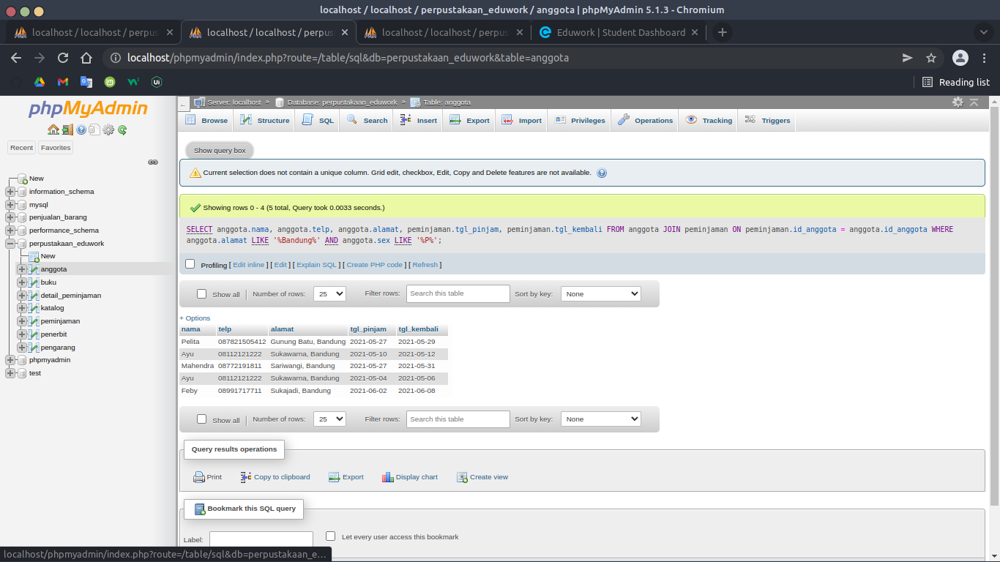 localhost / localhost / perpustakaan_eduwork / anggota | phpMyAdmin 5.1.3 - Chromium
localhost / localhost / perpus
localhost / localhost / perpus
localhost / localhost / perpus
Eduwork | Student Dashboard
localhost/phpmyadmin/index.php?route=/table/sql&db=perpustakaan_eduwork&table=anggota
Reading list
phpMyAdmin
Recent Favorites
New
information_schema
mysql
penjualan_barang
performance_schema
perpustakaan_eduwork
New
anggota
buku
detail_peminjaman
katalog
peminjaman
penerbit
pengarang
phpmyadmin
test
Server: localhost » Database: perpustakaan_eduwork » Table: anggota
Browse Structure SQL Search Insert Export Import Privileges Operations Tracking Triggers
Show query box
Current selection does not contain a unique column. Grid edit, checkbox, Edit, Copy and Delete features are not available.
Showing rows 0 - 4 (5 total, Query took 0.0033 seconds.)
SELECT anggota.nama, anggota.telp, anggota.alamat, peminjaman.tgl_pinjam, peminjaman.tgl_kembali FROM anggota JOIN peminjaman ON peminjaman.id_anggota = anggota.id_anggota WHERE
anggota.alamat LIKE '%Bandung%' AND anggota.sex LIKE '%P%';
Profiling [ Edit inline ] [ Edit ] [ Explain SQL ] [ Create PHP code ] [ Refresh ]
Show all | Number of rows: 25 Filter rows: Search this table Sort by key: None
+ Options
nama telp alamat tgl_pinjam tgl_kembali
Pelita 087821505412 Gunung Batu, Bandung 2021-05-27 2021-05-29
Ayu 08112121222 Sukawarna, Bandung 2021-05-10 2021-05-12
Mahendra 08772191811 Sariwangi, Bandung 2021-05-27 2021-05-31
Ayu 08112121222 Sukawarna, Bandung 2021-05-04 2021-05-06
Feby 08991717711 Sukajadi, Bandung 2021-06-02 2021-06-08
Show all | Number of rows: 25 Filter rows: Search this table Sort by key: None
Query results operations
Print Copy to clipboard Export Display chart Create view
Bookmark this SQL query
Label: Let every user access this bookmark
localhost/phpmyadmin/index.php?route=/table/sql&db=perpustakaan_e…